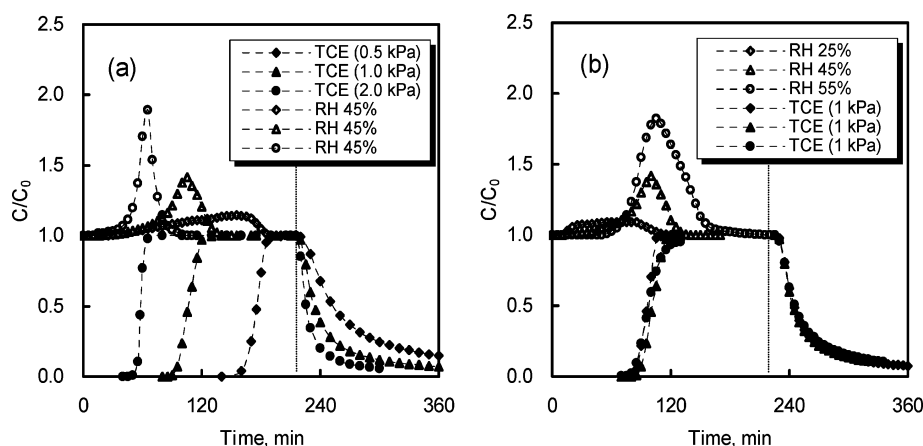 (a)
TCE (0.5 kPa)
TCE (1.0 kPa)
TCE (2.0 kPa)
RH 45%
RH 45%
RH 45%
C/C0
2.5
2.0
1.5
1.0
0.5
0.0
0
120
240
360
Time, min
(b)
RH 25%
RH 45%
RH 55%
TCE (1 kPa)
TCE (1 kPa)
TCE (1 kPa)
C/C0
2.5
2.0
1.5
1.0
0.5
0.0
0
120
240
360
Time, min